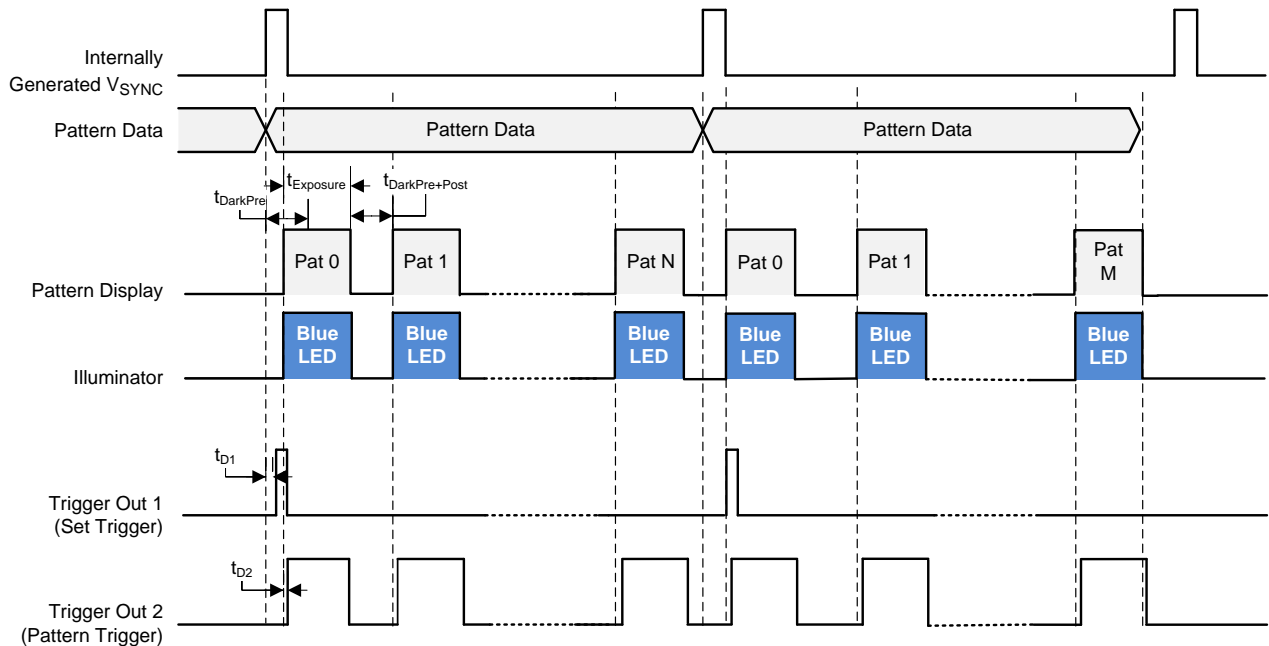 Internally
Generated VSYNC
Pattern Data
Pattern Data
Pattern Data
tDarkPre
tExposure
tDarkPre+Post
Pat 0
Pat 1
Pat N
Pat 0
Pat 1
Pat
M
Pattern Display
Blue
LED
Blue
LED
Blue
LED
Blue
LED
Blue
LED
Blue
LED
Illuminator
tD1
Trigger Out 1
(Set Trigger)
tD2
Trigger Out 2
(Pattern Trigger)